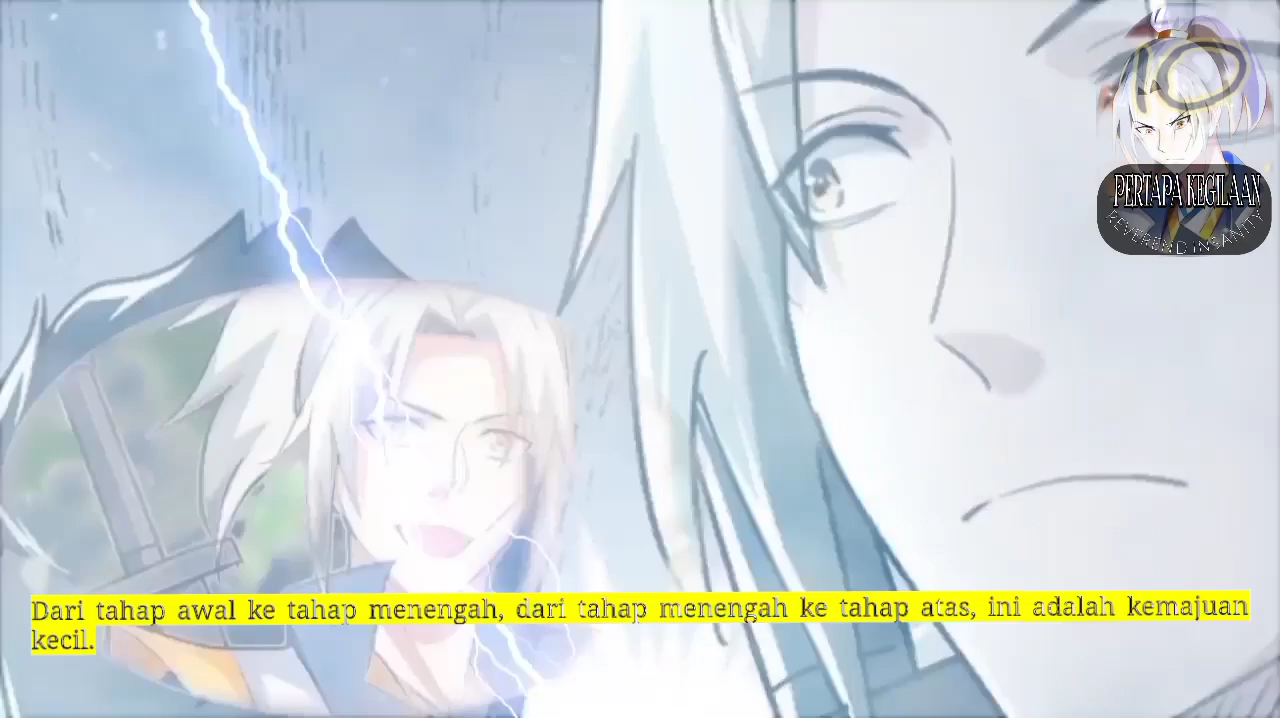 10
PERTAPA KEGILAAN
REVEREND INSANITY
Dari tahap awal ke tahap menengah, dari tahap menengah ke tahap atas, ini adalah kemajuan
kecil.